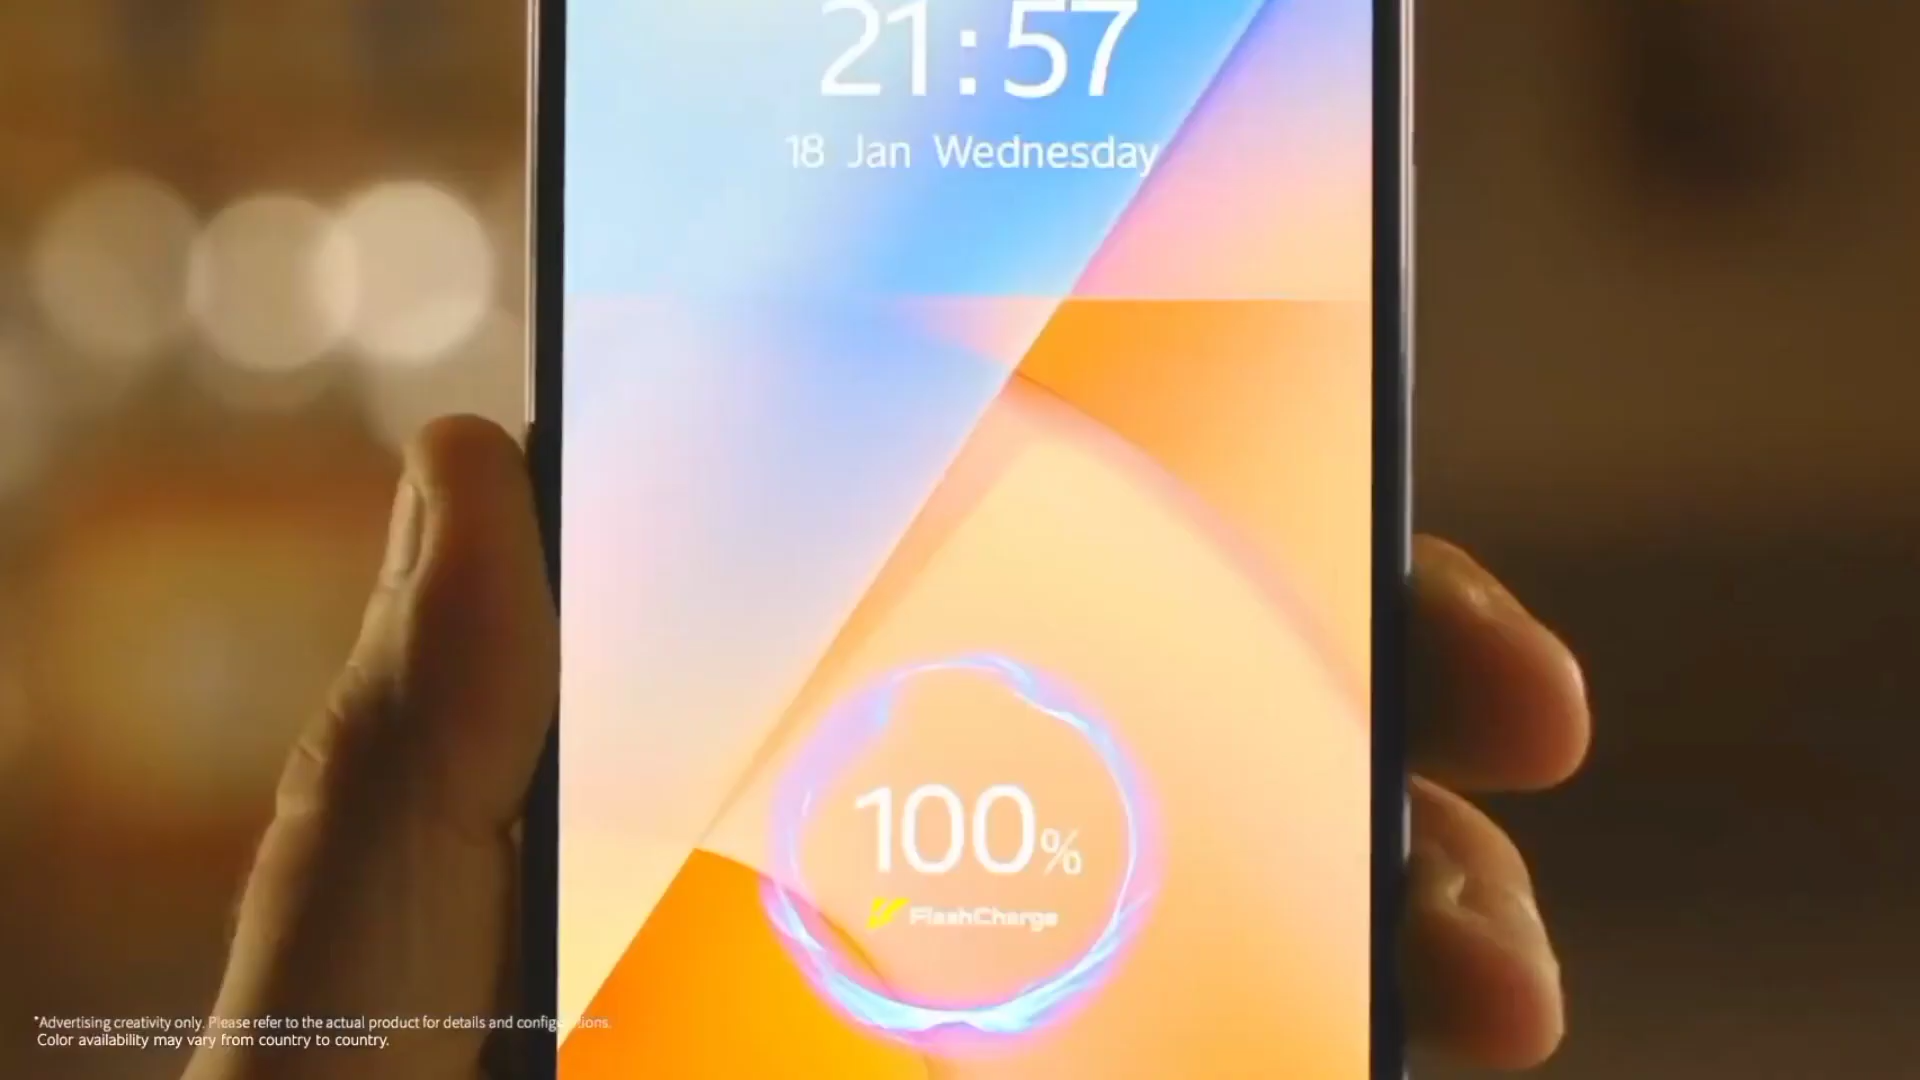 21:57
18 Jan Wednesday
100%
FlashCharge
*Advertising creativity only. Please refer to the actual product for details and configurations.
Color availability may vary from country to country.